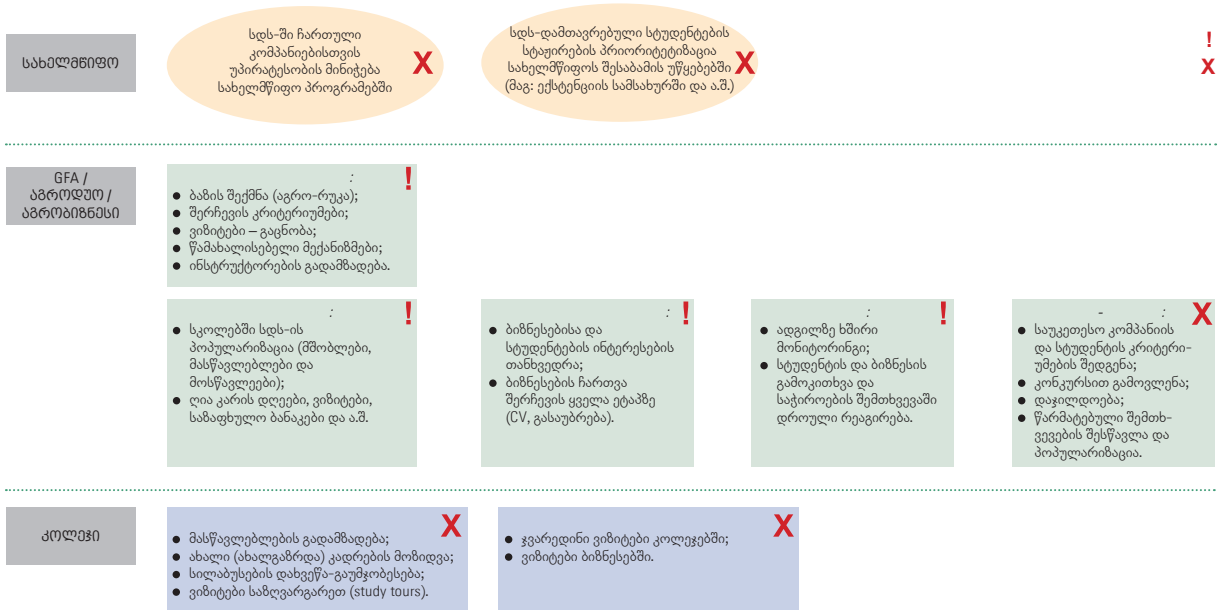 სახელმწიფო
სდს-ში ჩართული
კომპანიებისთვის
უპირატესობის მინიჭება
სახელმწიფო პროგრამებში
X
სდს-დამთავრებული სტუდენტების
სტაჟირების პრიორიტეტიზაცია
სახელმწიფოს შესაბამის უწყებებში
(მაგ: ექსტენციის სამსახურში და ა.შ.)
X
!
X
GFA /
აგროდუო /
აგრობიზნესი
:
!
● ბაზის შექმნა (აგრო-რუკა);
● შერჩევის კრიტერიუმები;
● ვიზიტები – გაცნობა;
● წამახალისებელი მექანიზმები;
● ინსტრუქტორების გადამზადება.
:
!
● სკოლებში სდს-ის
პოპულარიზაცია (მშობლები,
მასწავლებლები და
მოსწავლეები);
● ღია კარის დღეები, ვიზიტები,
საზაფხულო ბანაკები და ა.შ.
:
!
● ბიზნესებისა და
სტუდენტების ინტერესების
თანხვედრა;
● ბიზნესების ჩართვა
შერჩევის ყველა ეტაპზე
(CV, გასაუბრება).
:
!
● ადგილზე ხშირი
მონიტორინგი;
● სტუდენტის და ბიზნესის
გამოკითხვა და
საჭიროების შემთხვევაში
დროული რეაგირება.
- :
X
● საუკეთესო კომპანიის
და სტუდენტის კრიტერი-
უმების შედგენა;
● კონკურსით გამოვლენა;
● დაჯილდოება;
● წარმატებული შემთხ-
ვევების შესწავლა და
პოპულარიზაცია.
კოლეჯი
X
● მასწავლებლების გადამზადება;
● ახალი (ახალგაზრდა) კადრების მოზიდვა;
● სილაბუსების დახვეწა-გაუმჯობესება;
● ვიზიტები საზღვარგარეთ (study tours).
X
● ჯვარედინი ვიზიტები კოლეჯებში;
● ვიზიტები ბიზნესებში.